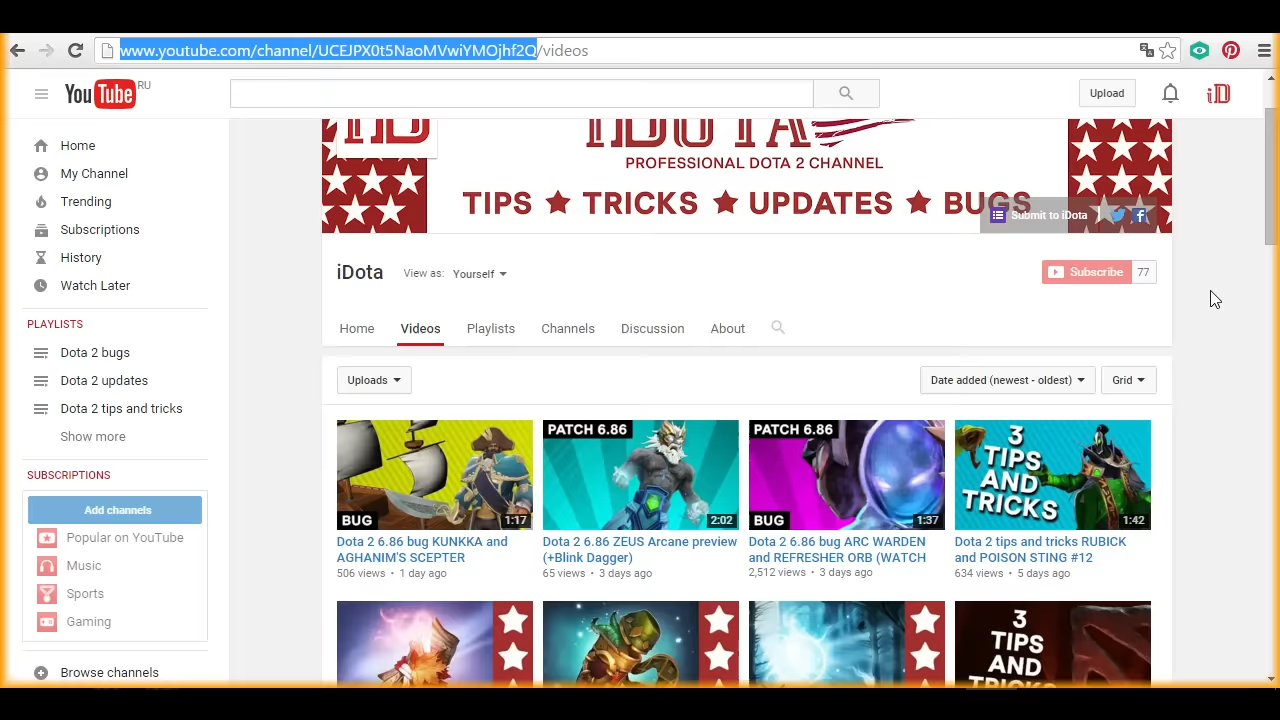 www.youtube.com/channel/UCEJPX0t5NaoMVwiYMOjhf2Q/videos
YouTube RU
Upload
iD
iD
iDOTA
PROFESSIONAL DOTA 2 CHANNEL
TIPS ★ TRICKS ★ UPDATES ★ BUGS
Submit to iDota
Home
My Channel
Trending
Subscriptions
History
Watch Later
PLAYLISTS
Dota 2 bugs
Dota 2 updates
Dota 2 tips and tricks
Show more
SUBSCRIPTIONS
Add channels
Popular on YouTube
Music
Sports
Gaming
Browse channels
iDota
View as: Yourself
Subscribe 77
Home Videos Playlists Channels Discussion About
Uploads
Date added (newest - oldest)
Grid
BUG
1:17
Dota 2 6.86 bug KUNKKA and
AGHANIM'S SCEPTER
506 views • 1 day ago
PATCH 6.86
2:02
Dota 2 6.86 ZEUS Arcane preview
(+Blink Dagger)
65 views • 3 days ago
PATCH 6.86
BUG
1:37
Dota 2 6.86 bug ARC WARDEN
and REFRESHER ORB (WATCH
2,512 views • 3 days ago
3
TIPS
AND
TRICKS
1:42
Dota 2 tips and tricks RUBICK
and POISON STING #12
634 views • 5 days ago
3
TIPS
AND
TRICKS